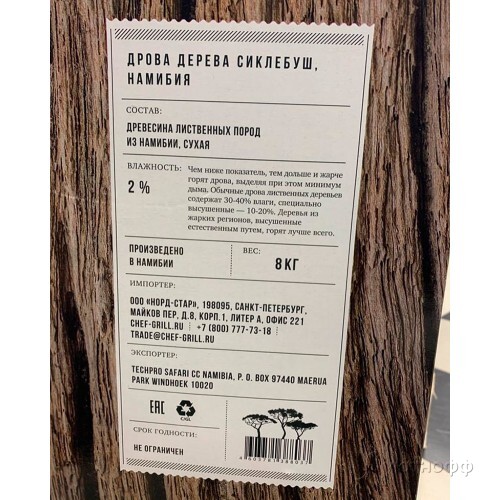 ДРОВА ДЕРЕВА СИКЛЕБУШ,
НАМИБИЯ
СОСТАВ:
ДРЕВЕСИНА ЛИСТВЕННЫХ ПОРОД
ИЗ НАМИБИИ, СУХАЯ
ВЛАЖНОСТЬ:
2 %
Чем ниже показатель, тем дольше и жарче
горят дрова, выделяя при этом минимум
дыма. Обычные дрова лиственных деревьев
содержат 30-40% влаги, специально
высушенные — 10-20%. Деревья из
жарких регионов, высушенные
естественным путем, горят лучше всего.
ПРОИЗВЕДЕНО
В НАМИБИИ
ВЕС:
8 КГ
ИМПОРТЕР:
ООО «НОРД-СТАР», 198095, САНКТ-ПЕТЕРБУРГ,
МАЙКОВ ПЕР, Д.8, КОРП.1, ЛИТЕР А, ОФИС 221
CHEF-GRILL.RU | +7 (800) 777-73-18 |
TRADE@CHEF-GRILL.RU
ЭКСПОРТЕР:
TECHPRO SAFARI CC NAMIBIA, P. O. BOX 97440 MAERUA
PARK WINDHOEK 10020
EAC
СРОК ГОДНОСТИ:
НЕ ОГРАНИЧЕН